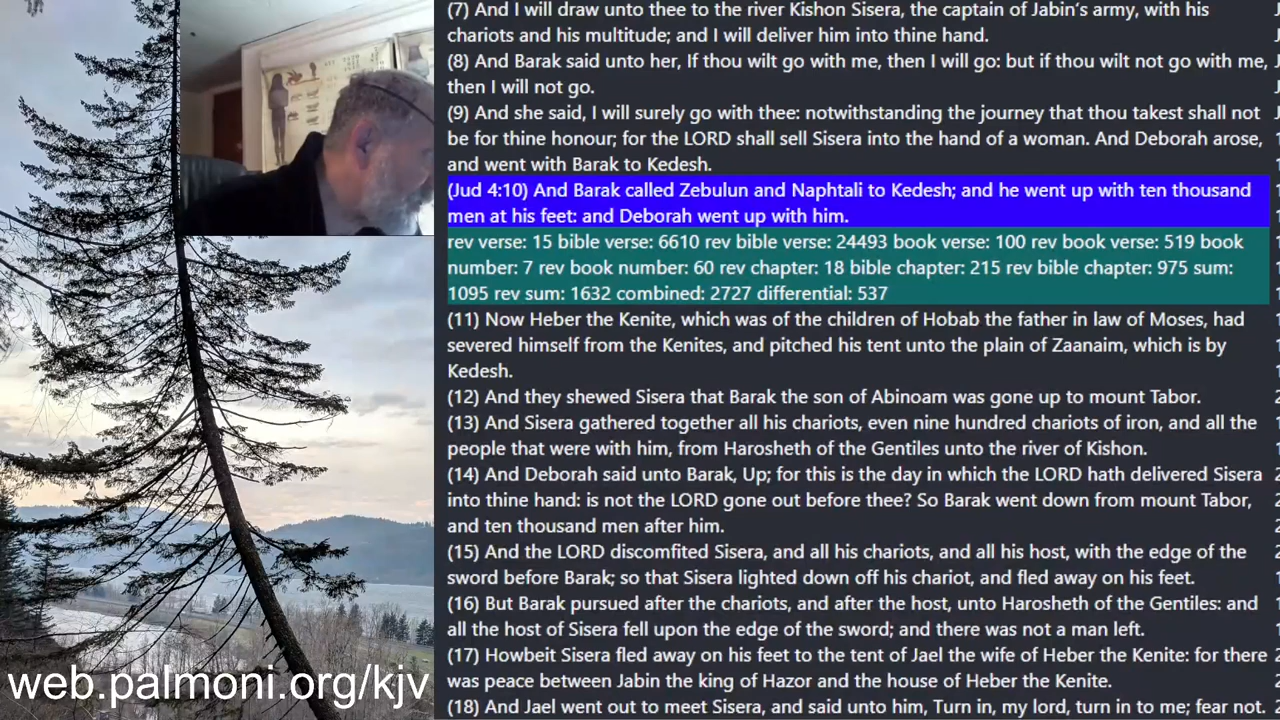 (7) And I will draw unto thee to the river Kishon Sisera, the captain of Jabin's army, with his
chariots and his multitude; and I will deliver him into thine hand.
(8) And Barak said unto her, If thou wilt go with me, then I will go: but if thou wilt not go with me,
then I will not go.
(9) And she said, I will surely go with thee: notwithstanding the journey that thou takest shall not
be for thine honour; for the LORD shall sell Sisera into the hand of a woman. And Deborah arose,
and went with Barak to Kedesh.
(Jud 4:10) And Barak called Zebulun and Naphtali to Kedesh; and he went up with ten thousand
men at his feet: and Deborah went up with him.
rev verse: 15 bible verse: 6610 rev bible verse: 24493 book verse: 100 rev book verse: 519 book
number: 7 rev book number: 60 rev chapter: 18 bible chapter: 215 rev bible chapter: 975 sum:
1095 rev sum: 1632 combined: 2727 differential: 537
(11) Now Heber the Kenite, which was of the children of Hobab the father in law of Moses, had
severed himself from the Kenites, and pitched his tent unto the plain of Zaanaim, which is by
Kedesh.
(12) And they shewed Sisera that Barak the son of Abinoam was gone up to mount Tabor.
(13) And Sisera gathered together all his chariots, even nine hundred chariots of iron, and all the
people that were with him, from Harosheth of the Gentiles unto the river of Kishon.
(14) And Deborah said unto Barak, Up; for this is the day in which the LORD hath delivered Sisera
into thine hand: is not the LORD gone out before thee? So Barak went down from mount Tabor,
and ten thousand men after him.
(15) And the LORD discomfited Sisera, and all his chariots, and all his host, with the edge of the
sword before Barak; so that Sisera lighted down off his chariot, and fled away on his feet.
(16) But Barak pursued after the chariots, and after the host, unto Harosheth of the Gentiles: and
all the host of Sisera fell upon the edge of the sword; and there was not a man left.
(17) Howbeit Sisera fled away on his feet to the tent of Jael the wife of Heber the Kenite: for there
was peace between Jabin the king of Hazor and the house of Heber the Kenite.
(18) And Jael went out to meet Sisera, and said unto him, Turn in, my lord, turn in to me; fear not.
web.palmoni.org/kjv